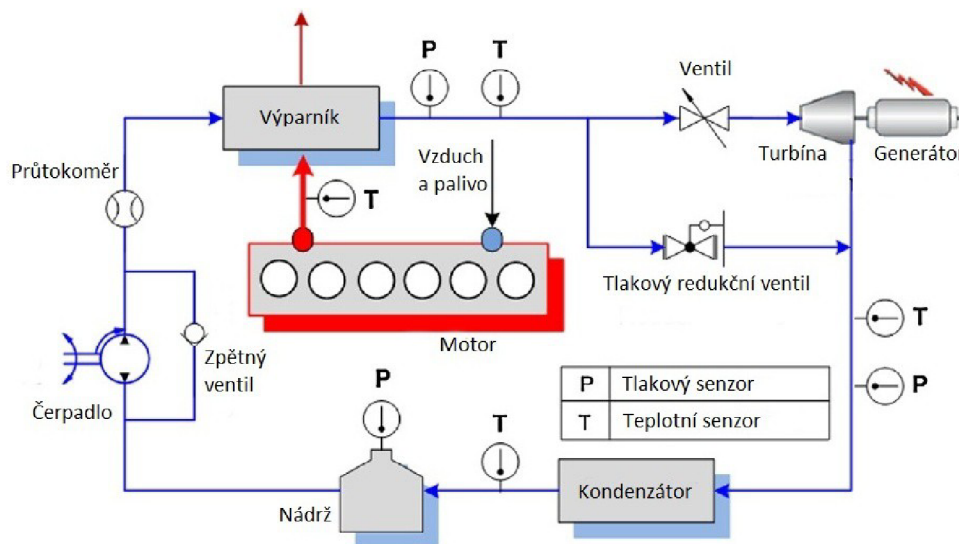 P
T
Ventil
Výparník
Turbína
Generátor
Průtokoměr
Vzduch
a palivo
T
Tlakový redukční ventil
Motor
T
Zpětný
ventil
P
P Tlakový senzor
P
T Teplotní senzor
Čerpadlo
T
Kondenzátor
Nádrž